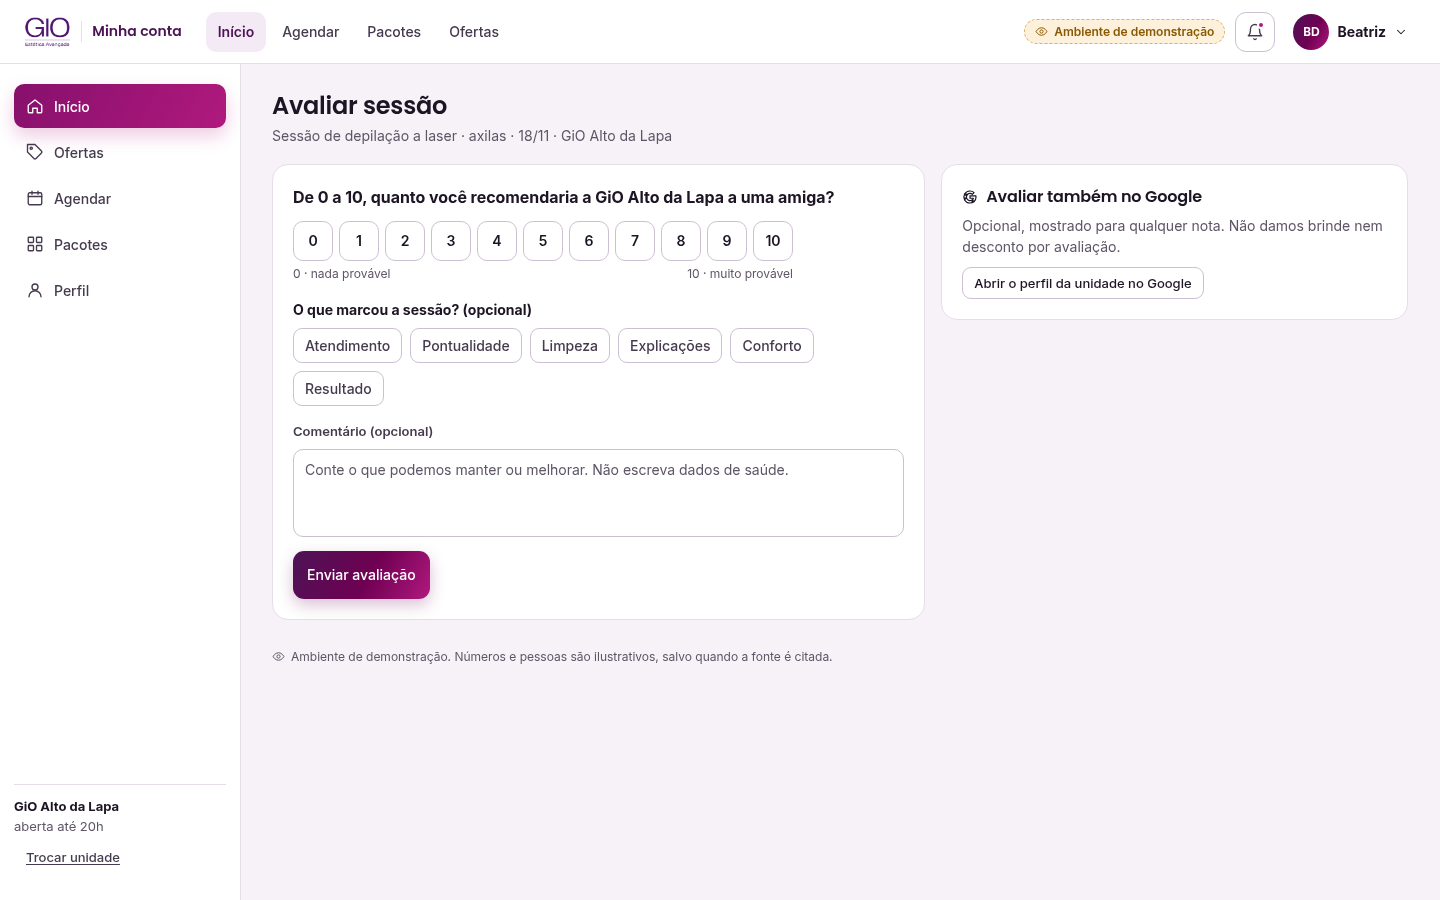 GIO
Estética Avançada
Minha conta
Início
Agendar
Pacotes
Ofertas
Ambiente de demonstração
BD
Beatriz
Início
Ofertas
Agendar
Pacotes
Perfil
GiO Alto da Lapa
aberta até 20h
Trocar unidade
Avaliar sessão
Sessão de depilação a laser · axilas · 18/11 · GiO Alto da Lapa
De 0 a 10, quanto você recomendaria a GiO Alto da Lapa a uma amiga?
0 1 2 3 4 5 6 7 8 9 10
0 · nada provável
10 · muito provável
O que marcou a sessão? (opcional)
Atendimento Pontualidade Limpeza Explicações Conforto
Resultado
Comentário (opcional)
Conte o que podemos manter ou melhorar. Não escreva dados de saúde.
Enviar avaliação
Avaliar também no Google
Opcional, mostrado para qualquer nota. Não damos brinde nem
desconto por avaliação.
Abrir o perfil da unidade no Google
Ambiente de demonstração. Números e pessoas são ilustrativos, salvo quando a fonte é citada.